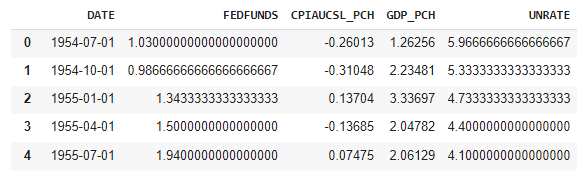 DATE FEDFUNDS CPIAUCSL_PCH GDP_PCH UNRATE
0 1954-07-01 1.03000000000000000000 -0.26013 1.26256 5.9666666666666667
1 1954-10-01 0.98666666666666666667 -0.31048 2.23481 5.3333333333333333
2 1955-01-01 1.3433333333333333 0.13704 3.33697 4.7333333333333333
3 1955-04-01 1.5000000000000000 -0.13685 2.04782 4.4000000000000000
4 1955-07-01 1.9400000000000000 0.07475 2.06129 4.1000000000000000